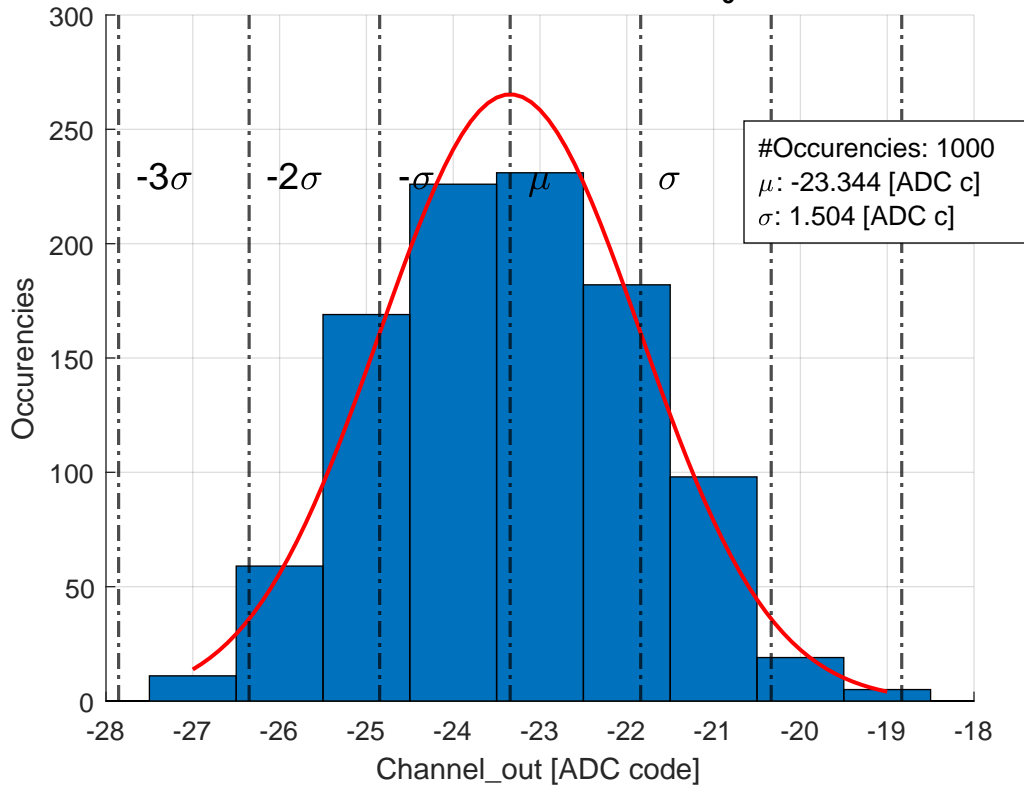 300
250
200
150
100
50
0
Occurencies
-3σ -2σ -σ μ σ
#Occurencies: 1000
μ: -23.344 [ADC c]
σ: 1.504 [ADC c]
-28 -27 -26 -25 -24 -23 -22 -21 -20 -19 -18
Channel_out [ADC code]